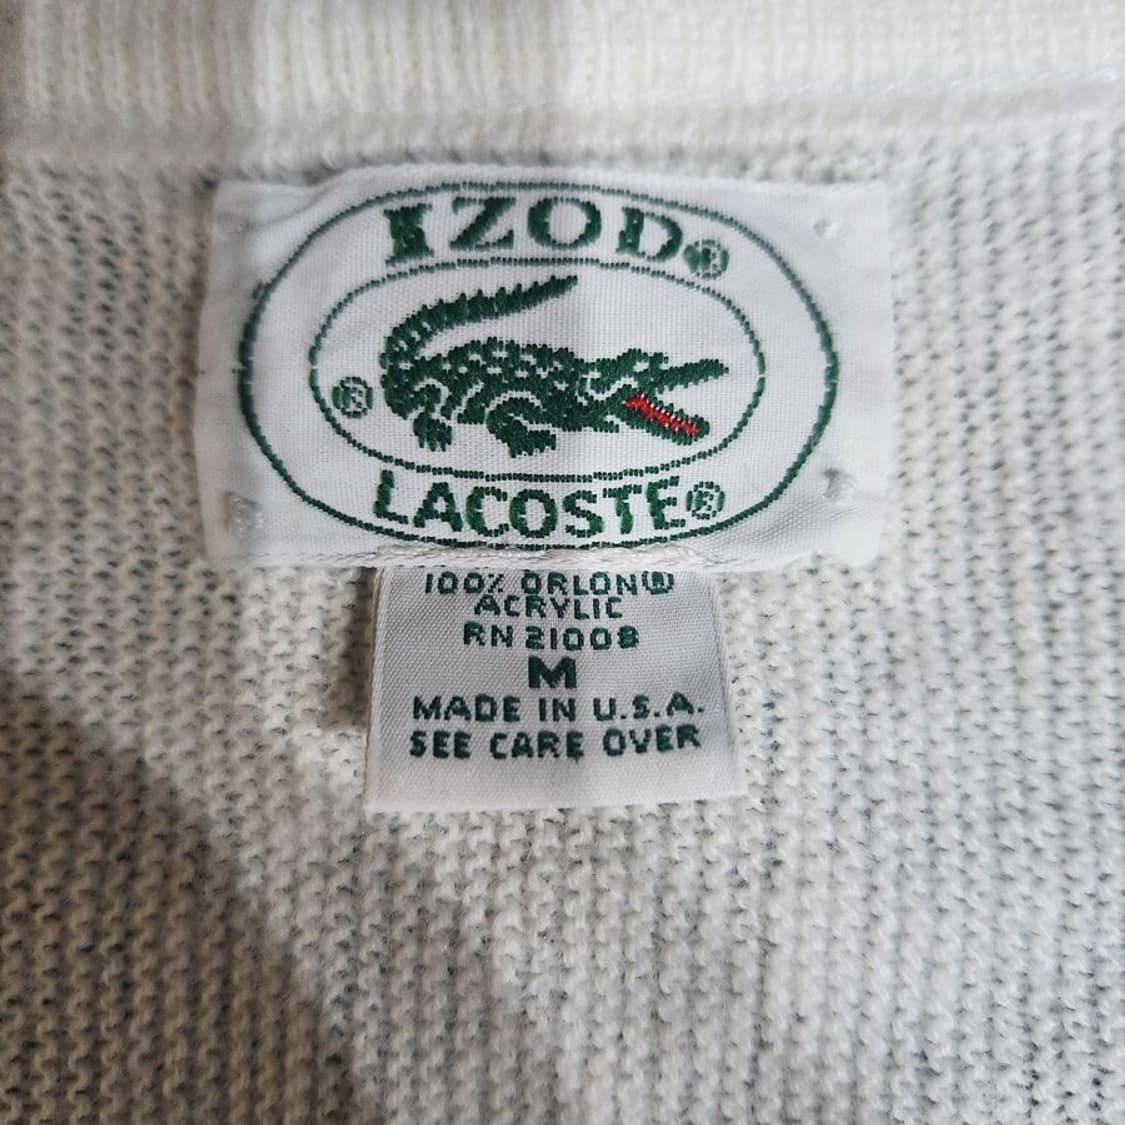 IZOD®
®
LACOSTE®
100% ORLON®
ACRYLIC
RN 21008
M
MADE IN U.S.A.
SEE CARE OVER